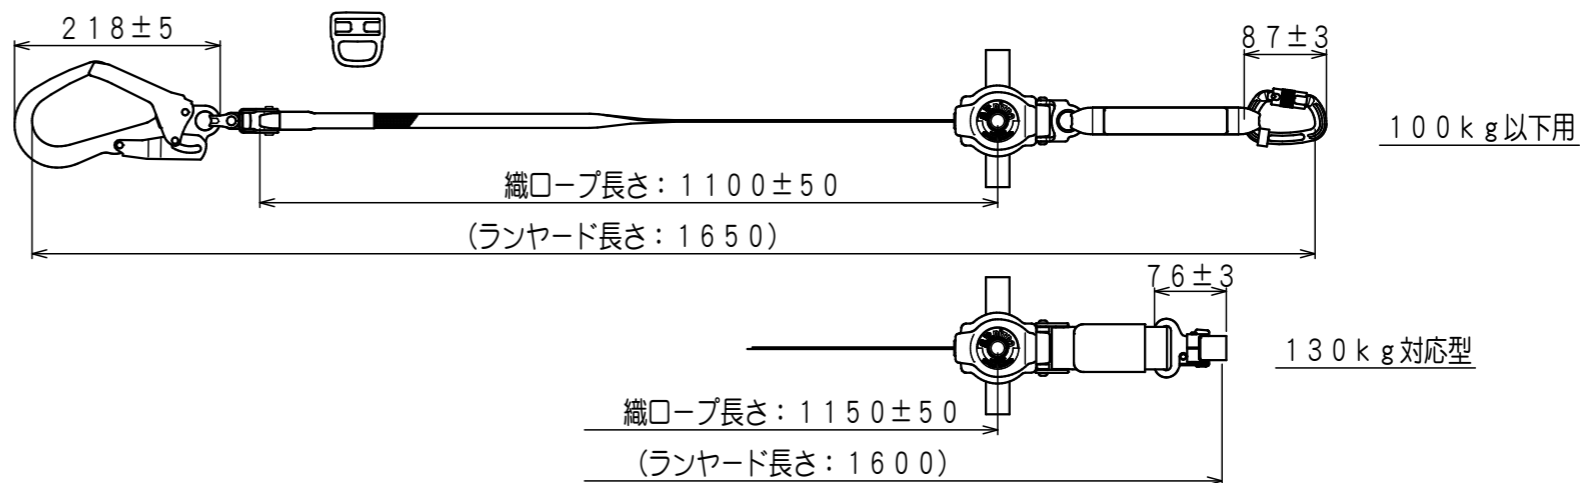 218±5
87±3
100kg以下用
織ロープ長さ：1100±50
（ランヤード長さ：1650）
76±3
130kg対応型
織ロープ長さ：1150±50
（ランヤード長さ：1600）